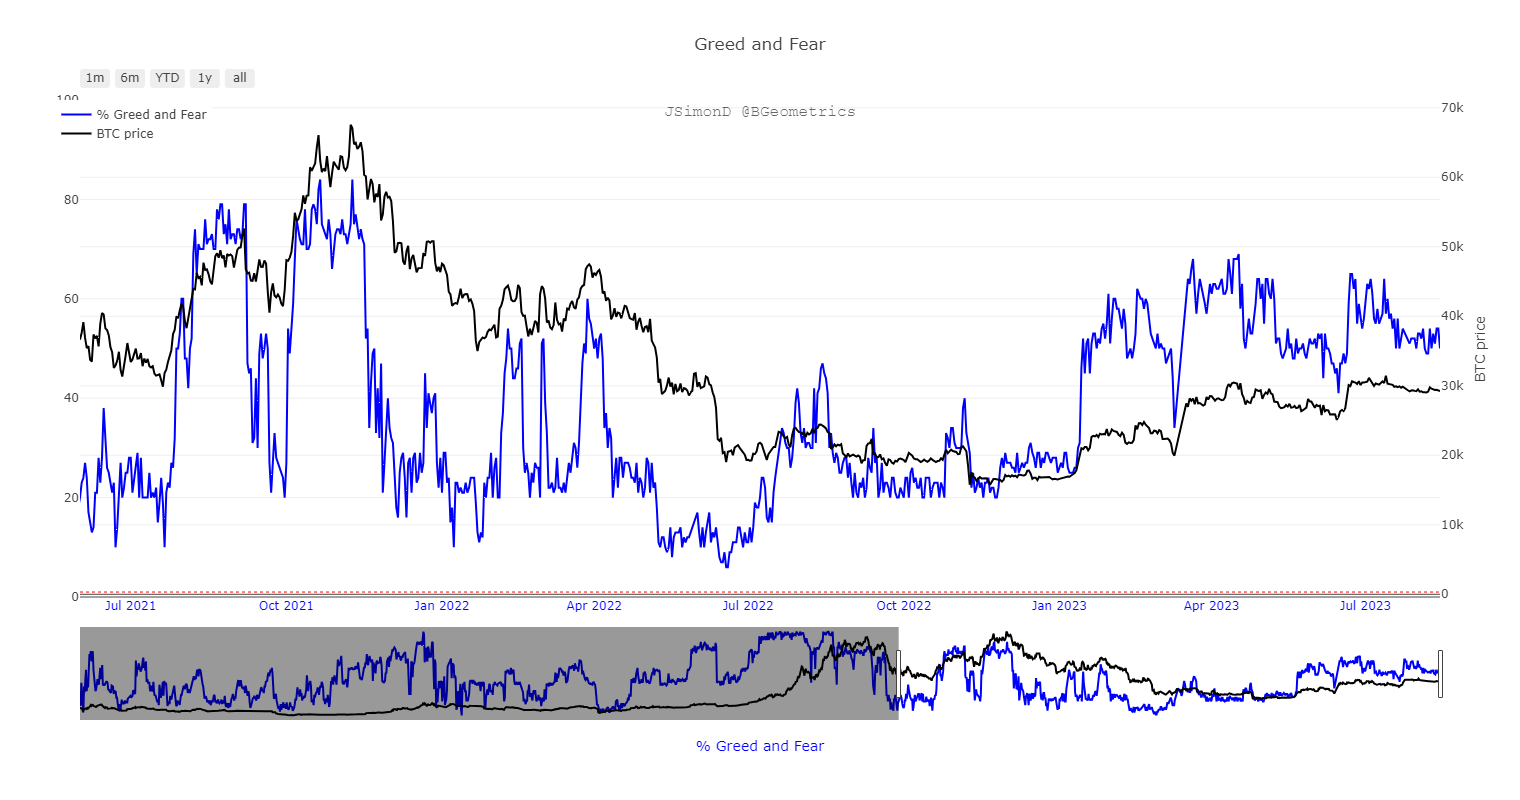 Greed and Fear
1m 6m YTD 1y all
100
JSimonD @BGeometrics
70k
% Greed and Fear
BTC price
60k
80
50k
60
40k
BTC price
30k
40
20k
20
10k
0
0
Jul 2021 Oct 2021 Jan 2022 Apr 2022 Jul 2022 Oct 2022 Jan 2023 Apr 2023 Jul 2023
% Greed and Fear